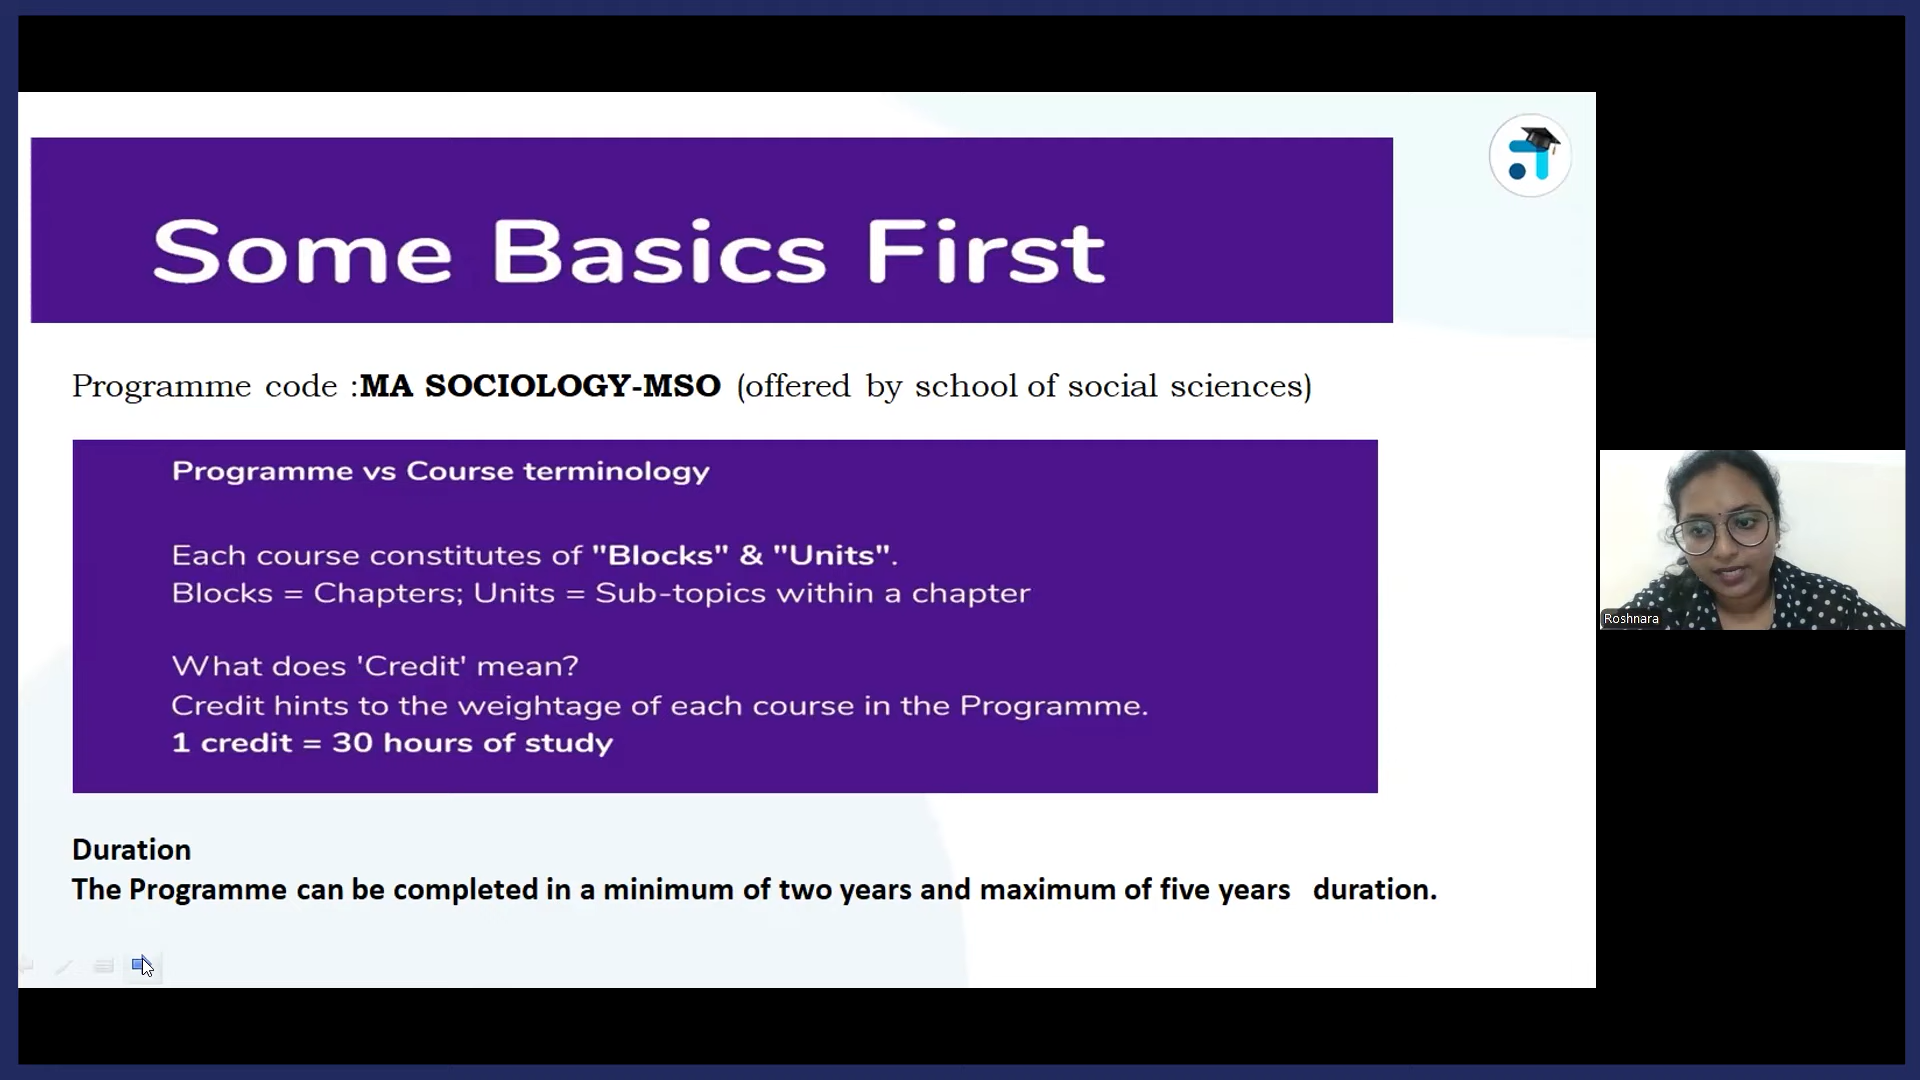 Some Basics First
Programme code :MA SOCIOLOGY-MSO (offered by school of social sciences)
Programme vs Course terminology
Each course constitutes of "Blocks" & "Units".
Blocks = Chapters; Units = Sub-topics within a chapter
What does 'Credit' mean?
Credit hints to the weightage of each course in the Programme.
1 credit = 30 hours of study
Roshnara
Duration
The Programme can be completed in a minimum of two years and maximum of five years duration.